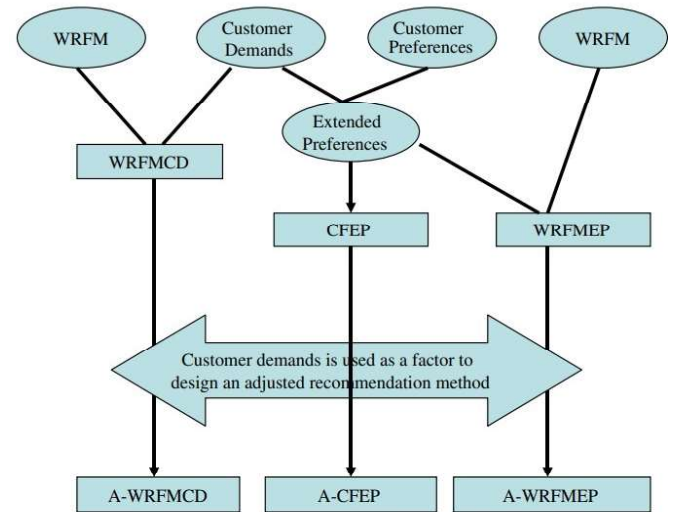 WRFM
Customer
Demands
Customer
Preferences
WRFM
Extended
Preferences
WRFMCD
CFEP
WRFMEP
Customer demands is used as a factor to
design an adjusted recommendation method
A-WRFMCD
A-CFEP
A-WRFMEP